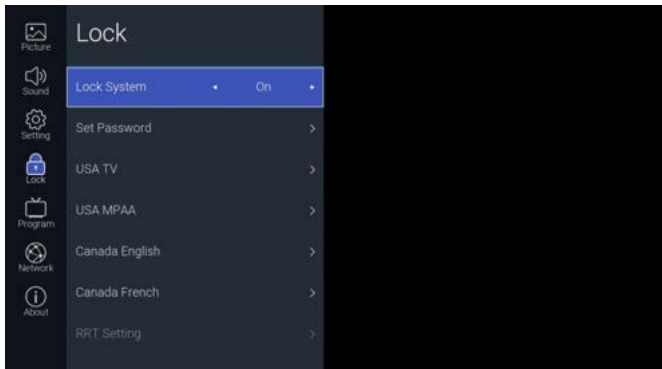 Lock
Picture
Sound
Setting
Lock
Program
Network
About
Lock System On
Set Password
USA TV
USA MPAA
Canada English
Canada French
RRT Setting